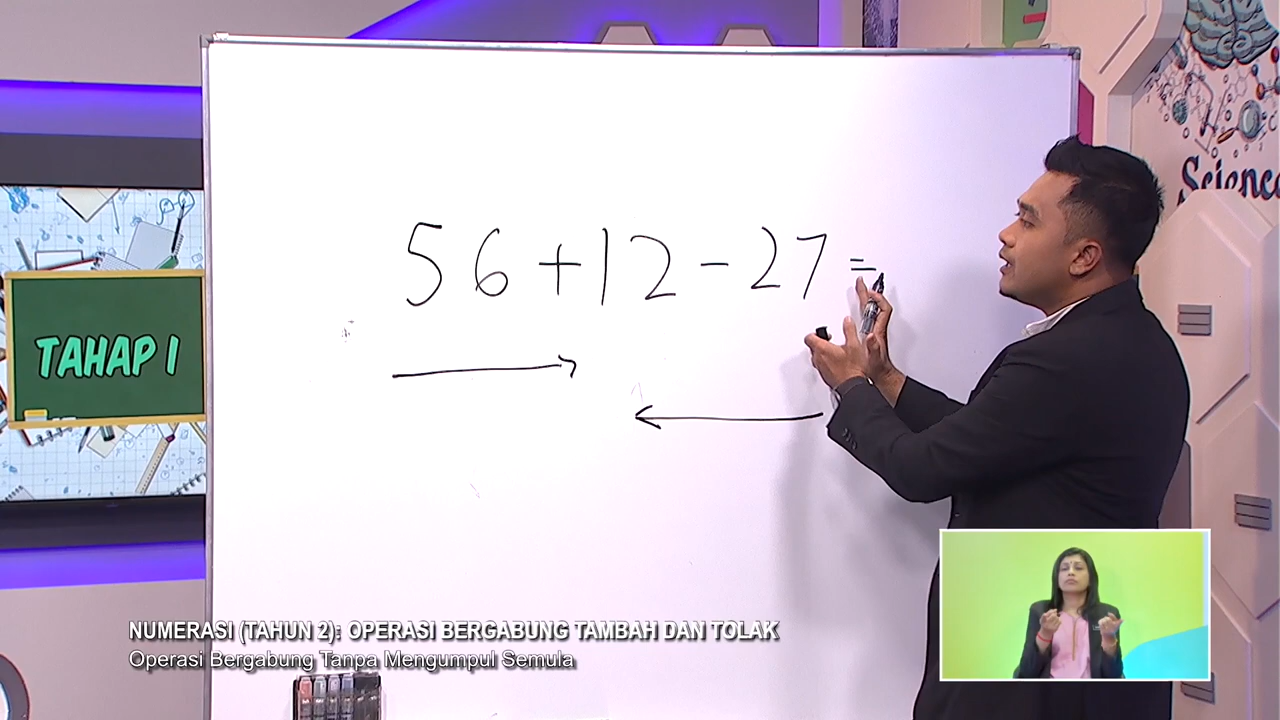 56+12-27=
TAHAP 1
Science
NUMERASI (TAHUN 2): OPERASI BERGABUNG TAMBAH DAN TOLAK
Operasi Bergabung Tanpa Mengumpul Semula